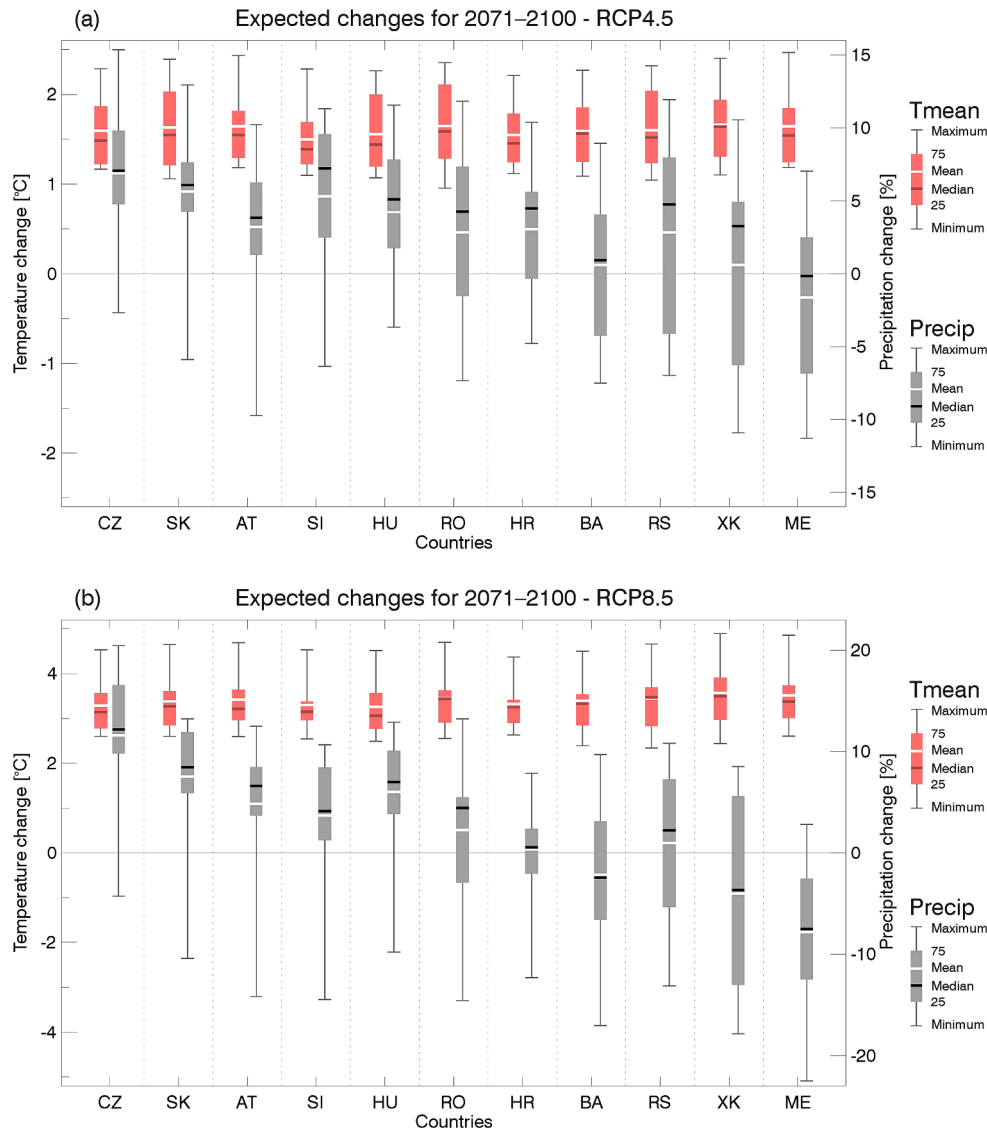 (a) Expected changes for 2071–2100 - RCP4.5
Temperature change [°C]
2
1
0
-1
-2
Precipitation change [%]
15
10
5
0
-5
-10
-15
CZ SK AT SI HU RO HR BA RS XK ME
Countries
Tmean
Maximum
75
Mean
Median
25
Minimum
Precip
Maximum
75
Mean
Median
25
Minimum
(b) Expected changes for 2071–2100 - RCP8.5
Temperature change [°C]
4
2
0
-2
-4
Precipitation change [%]
20
10
0
-10
-20
CZ SK AT SI HU RO HR BA RS XK ME
Countries
Tmean
Maximum
75
Mean
Median
25
Minimum
Precip
Maximum
75
Mean
Median
25
Minimum